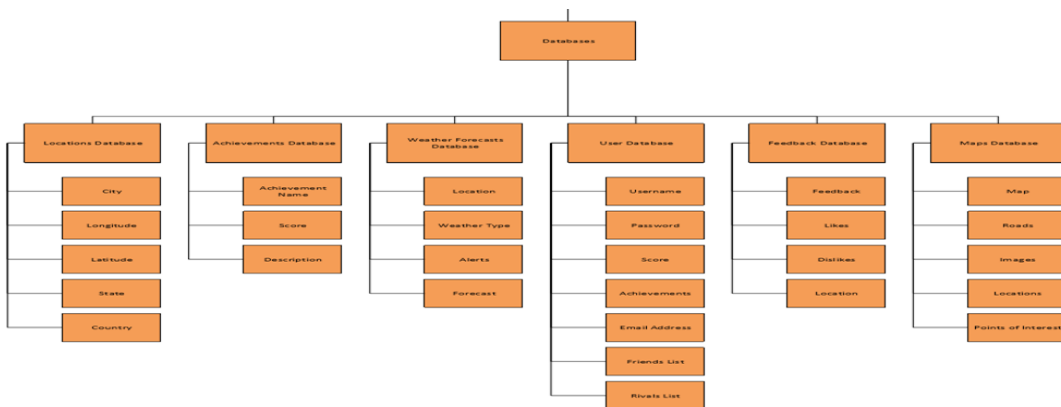 Databases
Locations Database
Achievements Database
Weather Forecasts
Database
User Database
Feedback Database
Maps Database
City
Longitude
Latitude
State
Country
Achievement
Name
Score
Description
Location
Weather Type
Alerts
Forecast
Username
Password
Score
Achievements
Email Address
Friends List
Rivals List
Feedback
Likes
Dislikes
Location
Map
Roads
Images
Locations
Points of Interest